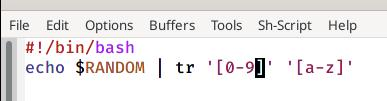 File Edit Options Buffers Tools Sh-Script Help
#!/bin/bash
echo $RANDOM | tr '[0-9]' '[a-z]'